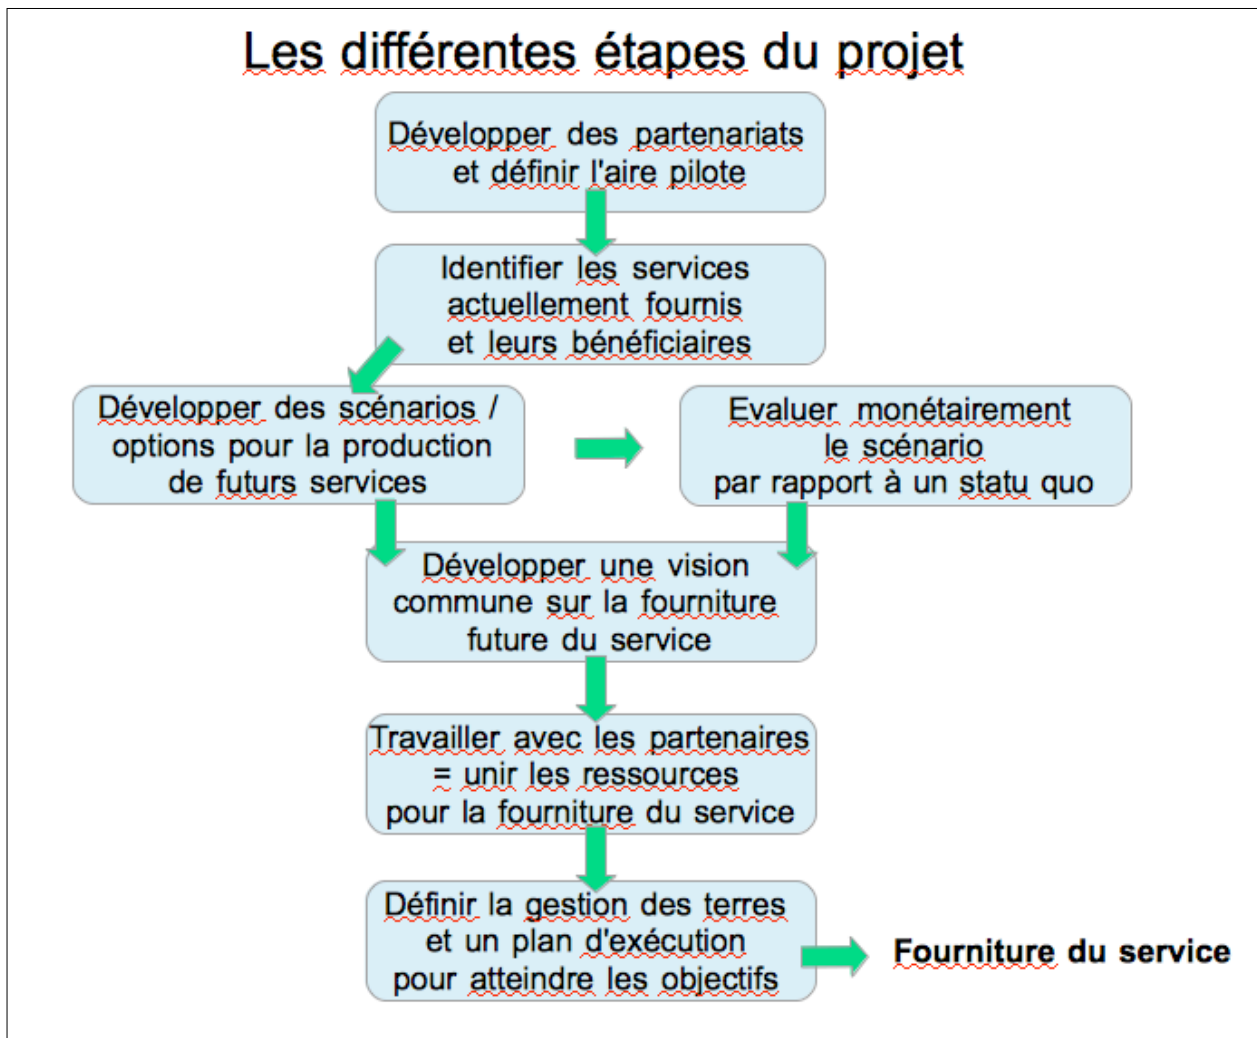 Les différentes étapes du projet
Développer des partenariats
et définir l'aire pilote
Identifier les services
actuellement fournis
et leurs bénéficiaires
Développer des scénarios /
options pour la production
de futurs services
Evaluer monétairement
le scénario
par rapport à un statu quo
Développer une vision
commune sur la fourniture
future du service
Travailler avec les partenaires
= unir les ressources
pour la fourniture du service
Définir la gestion des terres
et un plan d'exécution
pour atteindre les objectifs
Fourniture du service